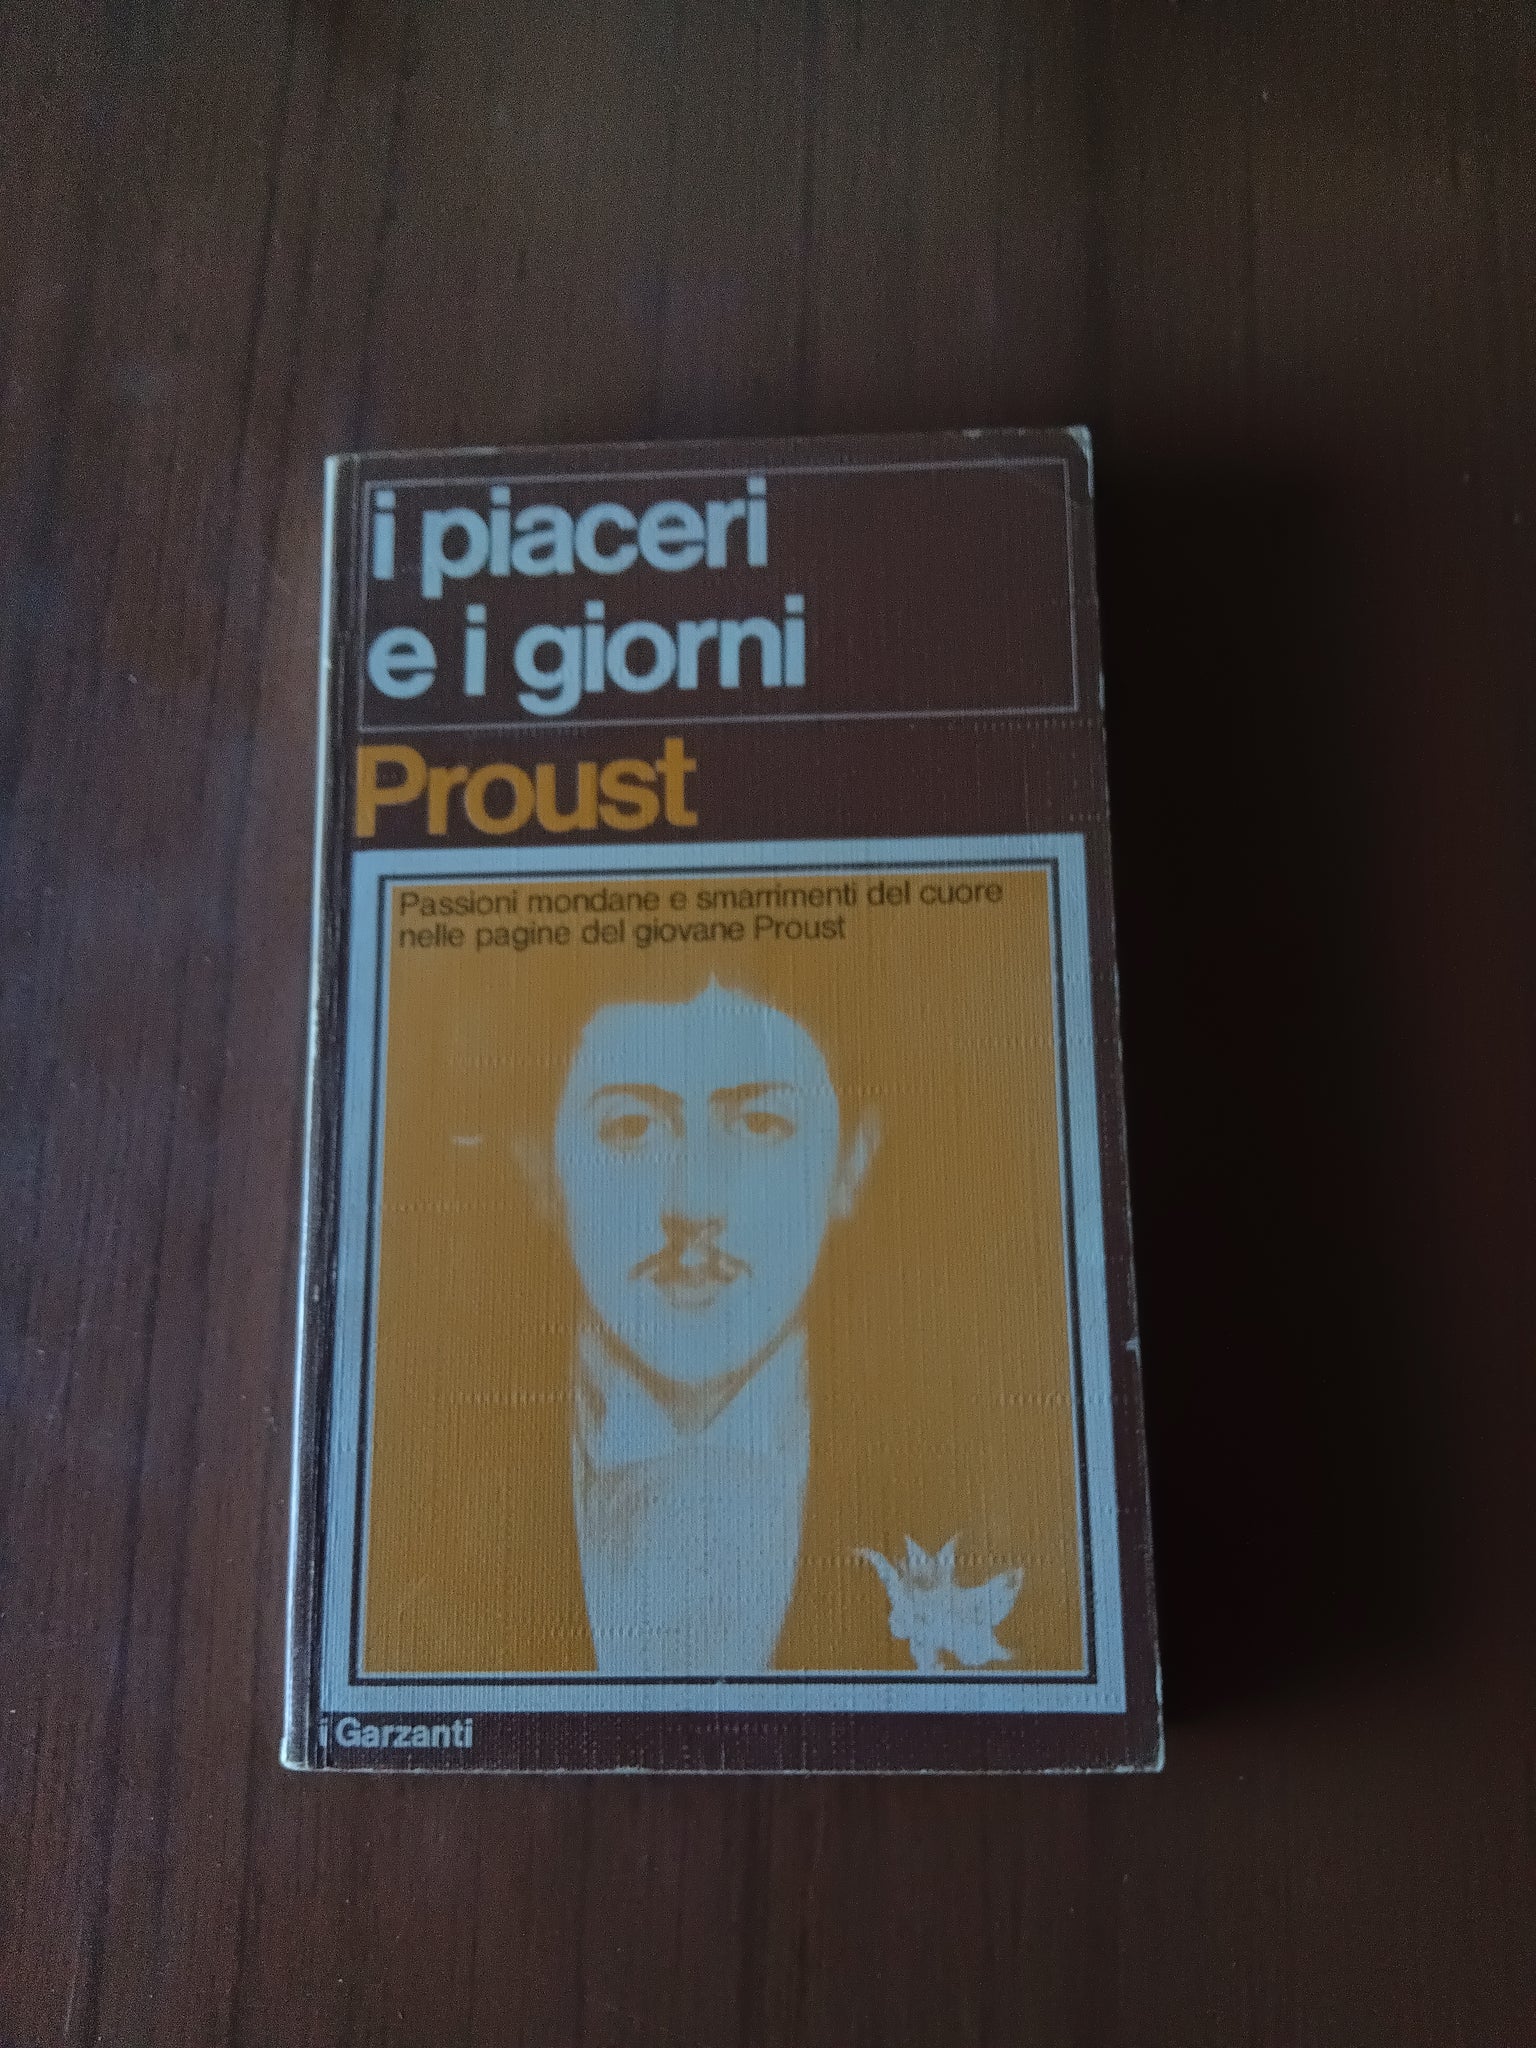 i piaceri
e i giorni
Proust
Passioni mondane e smarrimenti del cuore
nelle pagine del giovane Proust
i Garzanti